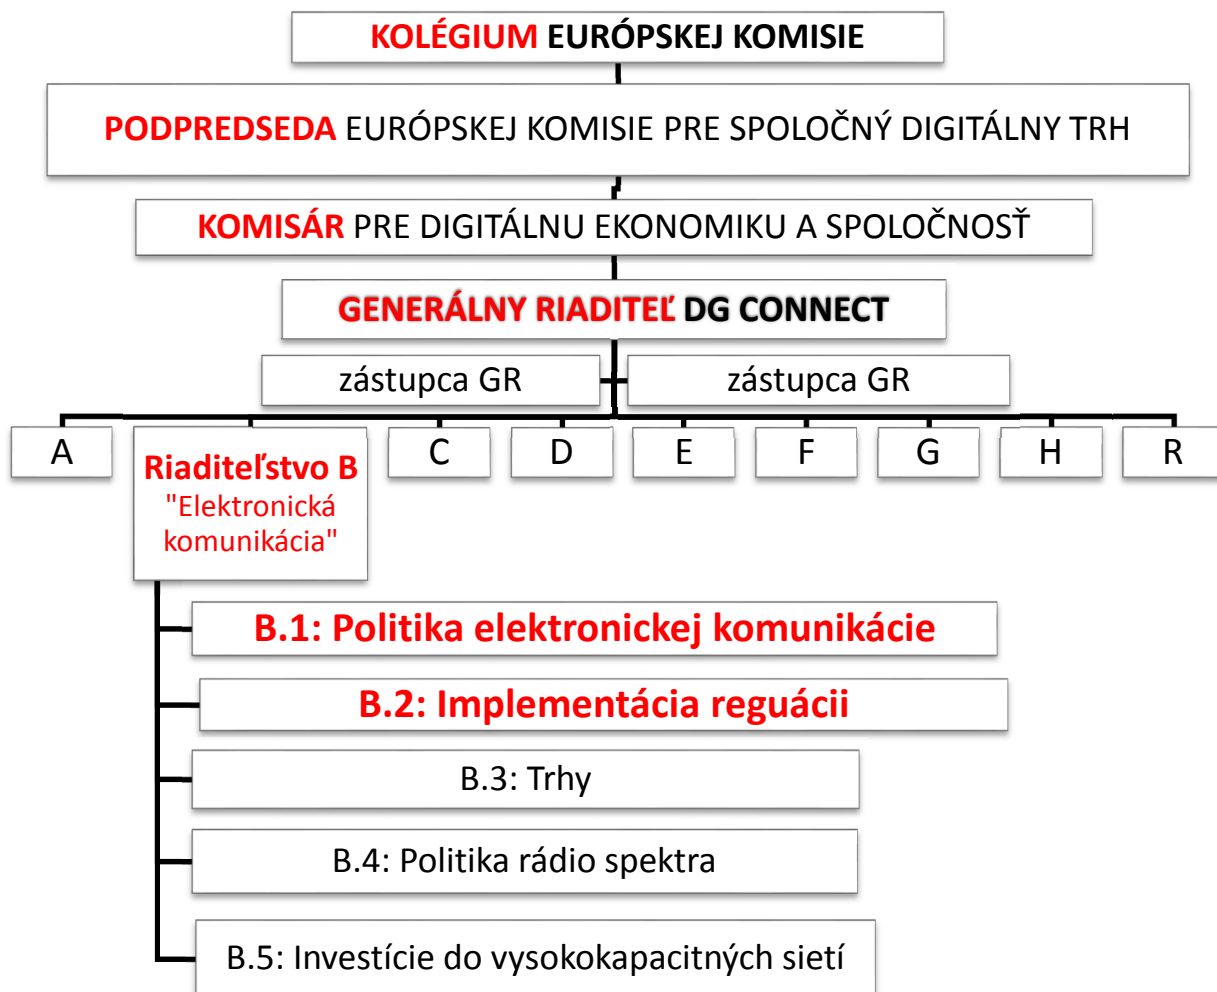 KOLÉGIUM EURÓPSKEJ KOMISIE
PODPREDSEDA EURÓPSKEJ KOMISIE PRE SPOLOČNÝ DIGITÁLNY TRH
KOMISÁR PRE DIGITÁLNU EKONOMIKU A SPOLOČNOSŤ
GENERÁLNY RIADITEĽ DG CONNECT
zástupca GR
zástupca GR
A
Riaditeľstvo B
"Elektronická
komunikácia"
C
D
E
F
G
H
R
B.1: Politika elektronickej komunikácie
B.2: Implementácia reguácii
B.3: Trhy
B.4: Politika rádio spektra
B.5: Investície do vysokokapacitných sietí